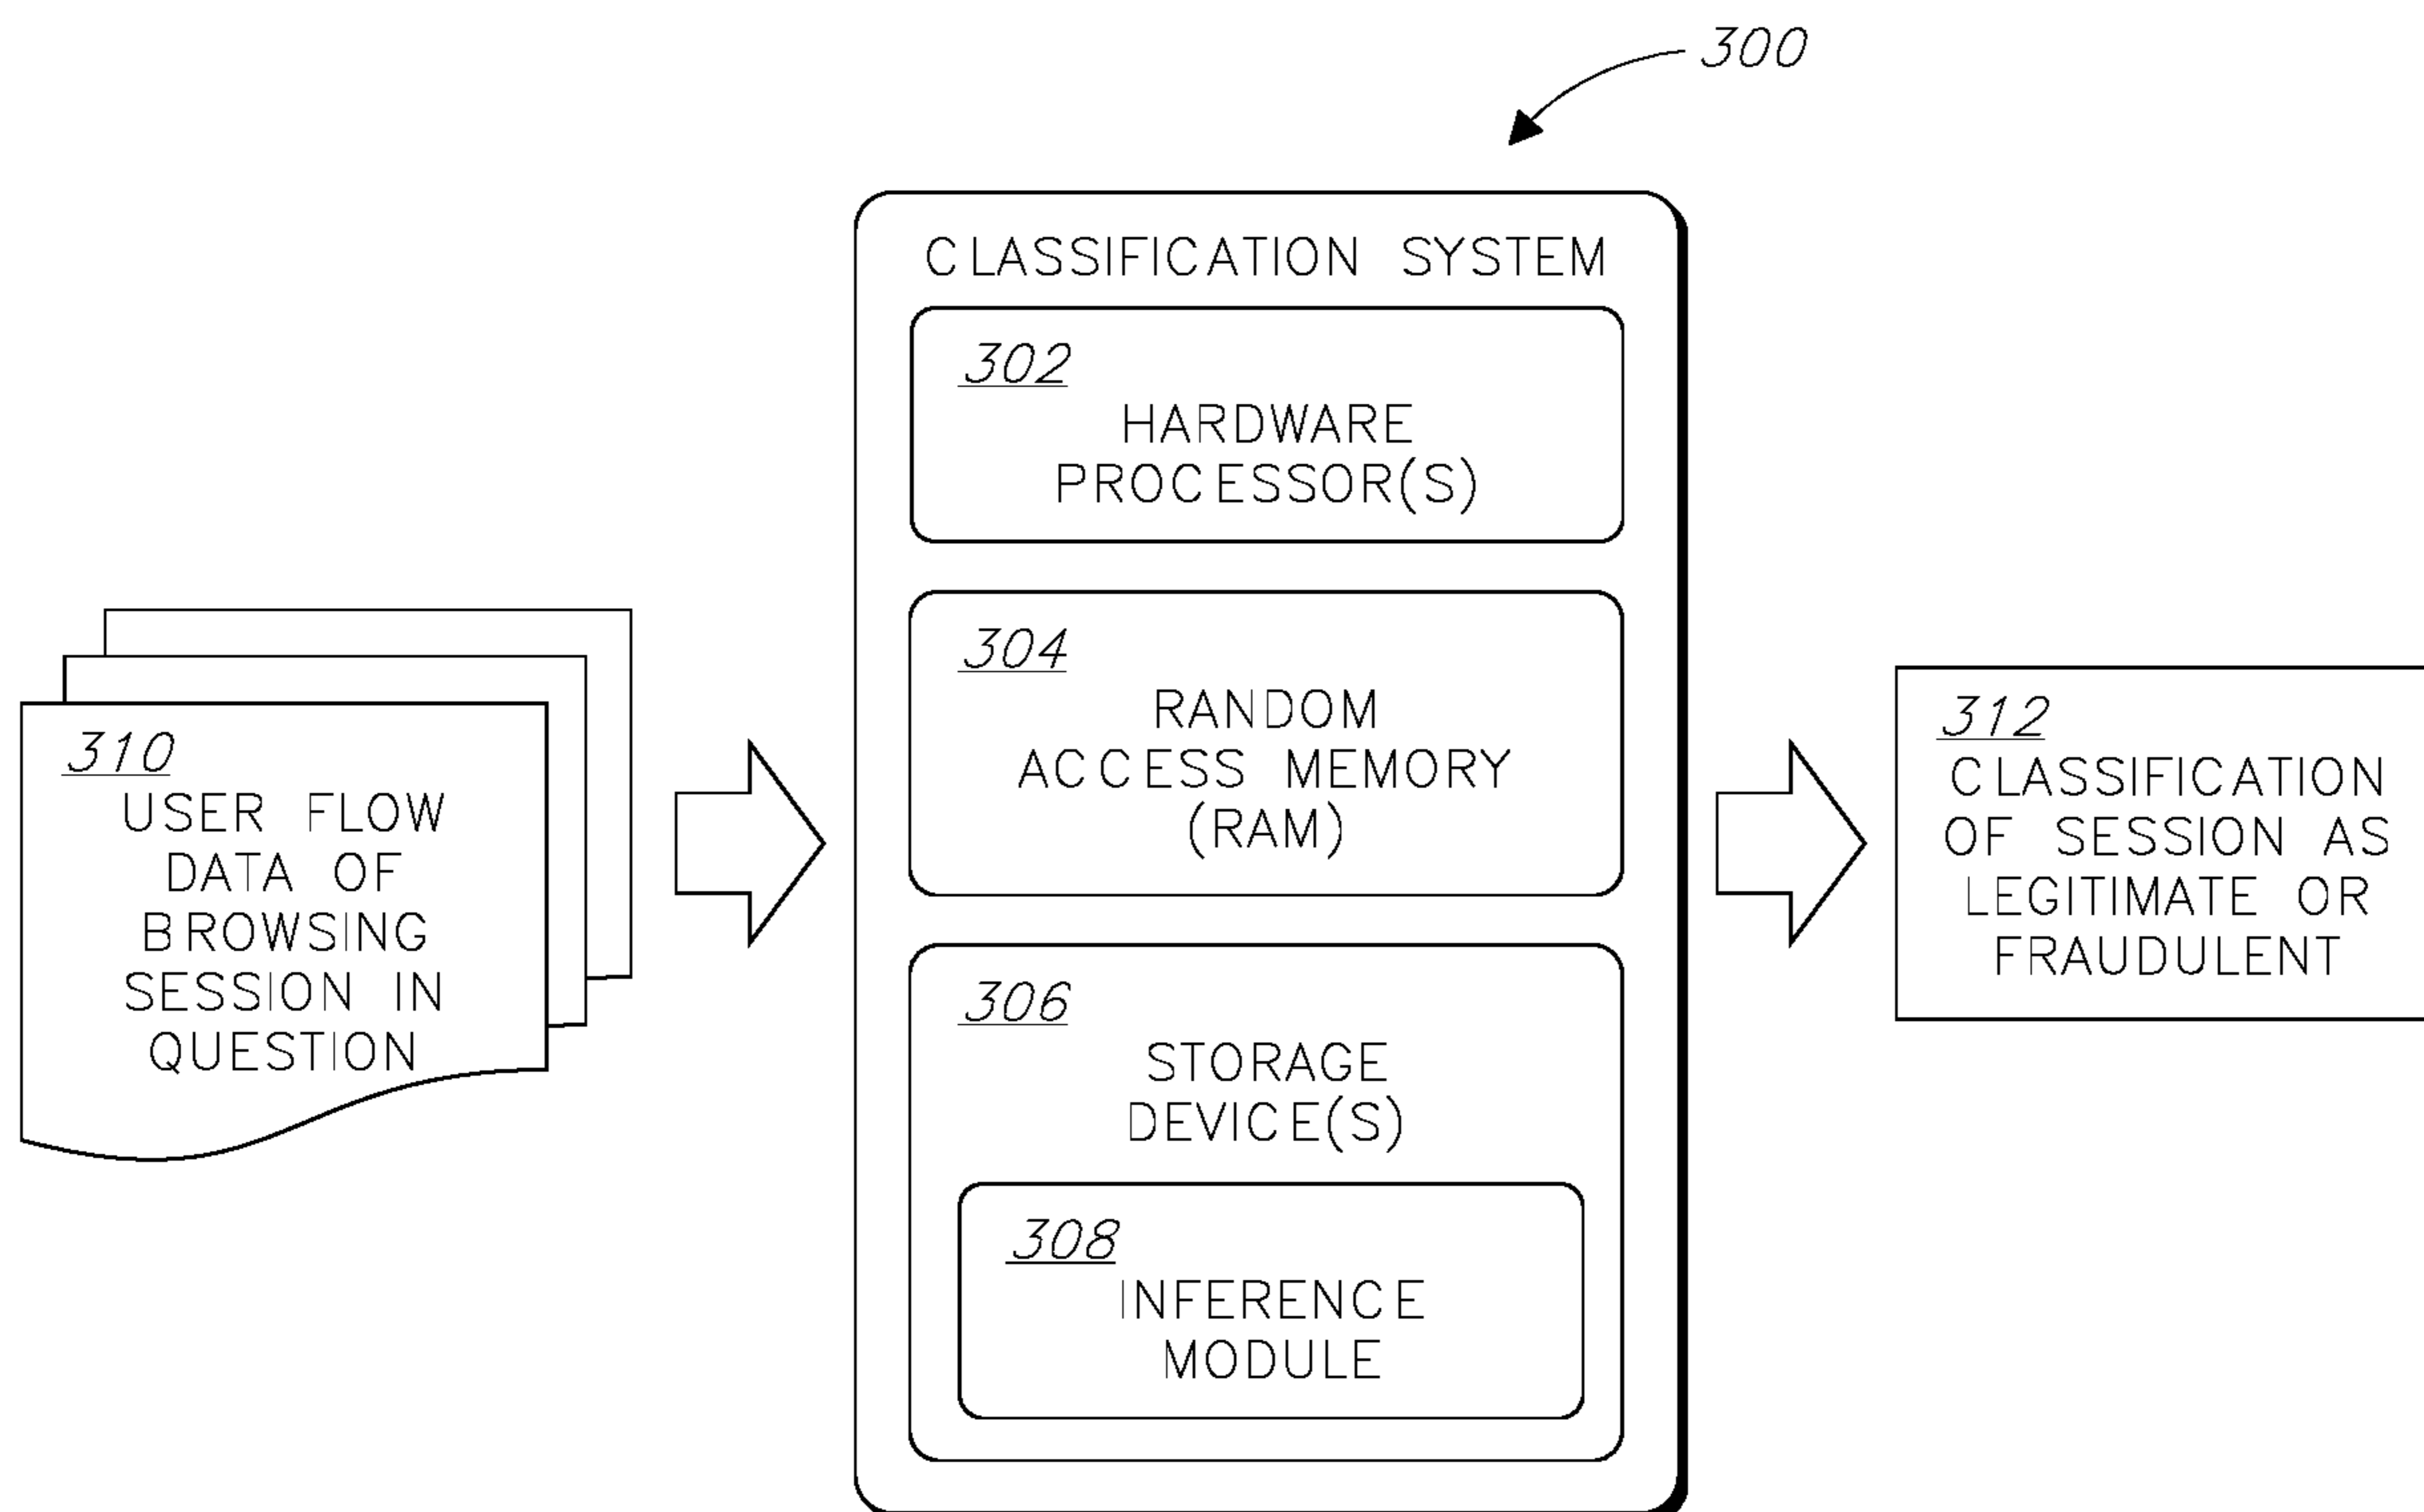 300
CLASSIFICATION SYSTEM
302
HARDWARE
PROCESSOR(S)
304
RANDOM
ACCESS MEMORY
(RAM)
306
STORAGE
DEVICE(S)
308
INFERENCE
MODULE
310
USER FLOW
DATA OF
BROWSING
SESSION IN
QUESTION
312
CLASSIFICATION
OF SESSION AS
LEGITIMATE OR
FRAUDULENT